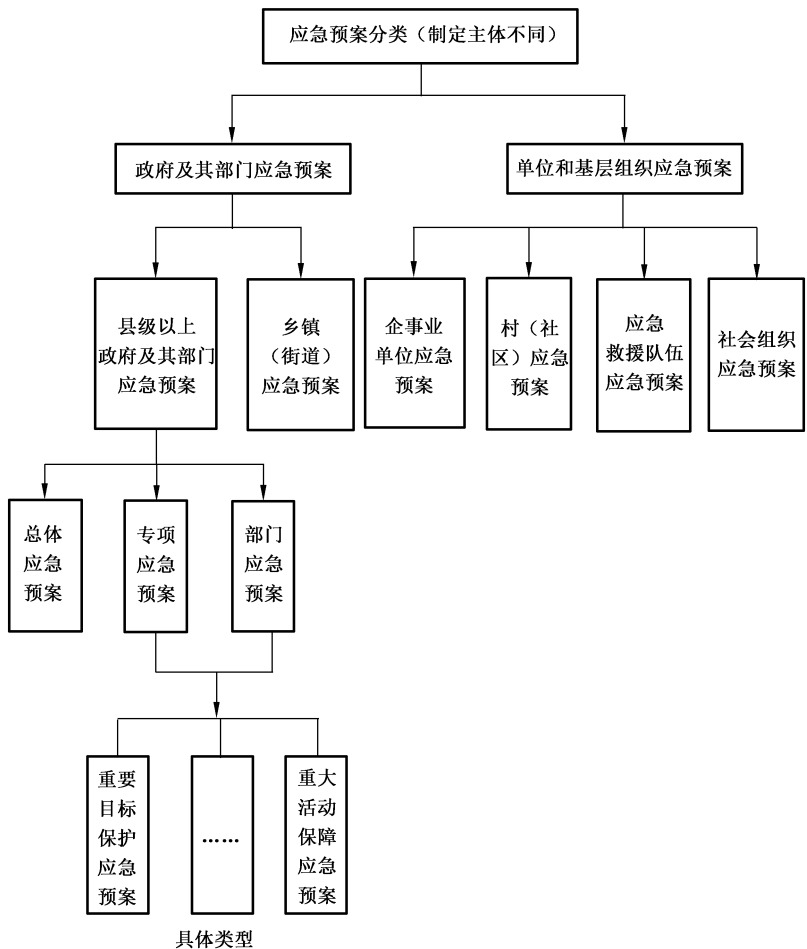 应急预案分类（制定主体不同）
政府及其部门应急预案
单位和基层组织应急预案
县级以上
政府及其部门
应急预案
乡镇
（街道）
应急预案
企事业
单位应急
预案
村（社
区）应急
预案
应急
救援队伍
应急预案
社会组织
应急预案
总体
应急
预案
专项
应急
预案
部门
应急
预案
重要
目标
保护
应急
预案
……
重大
活动
保障
应急
预案
具体类型